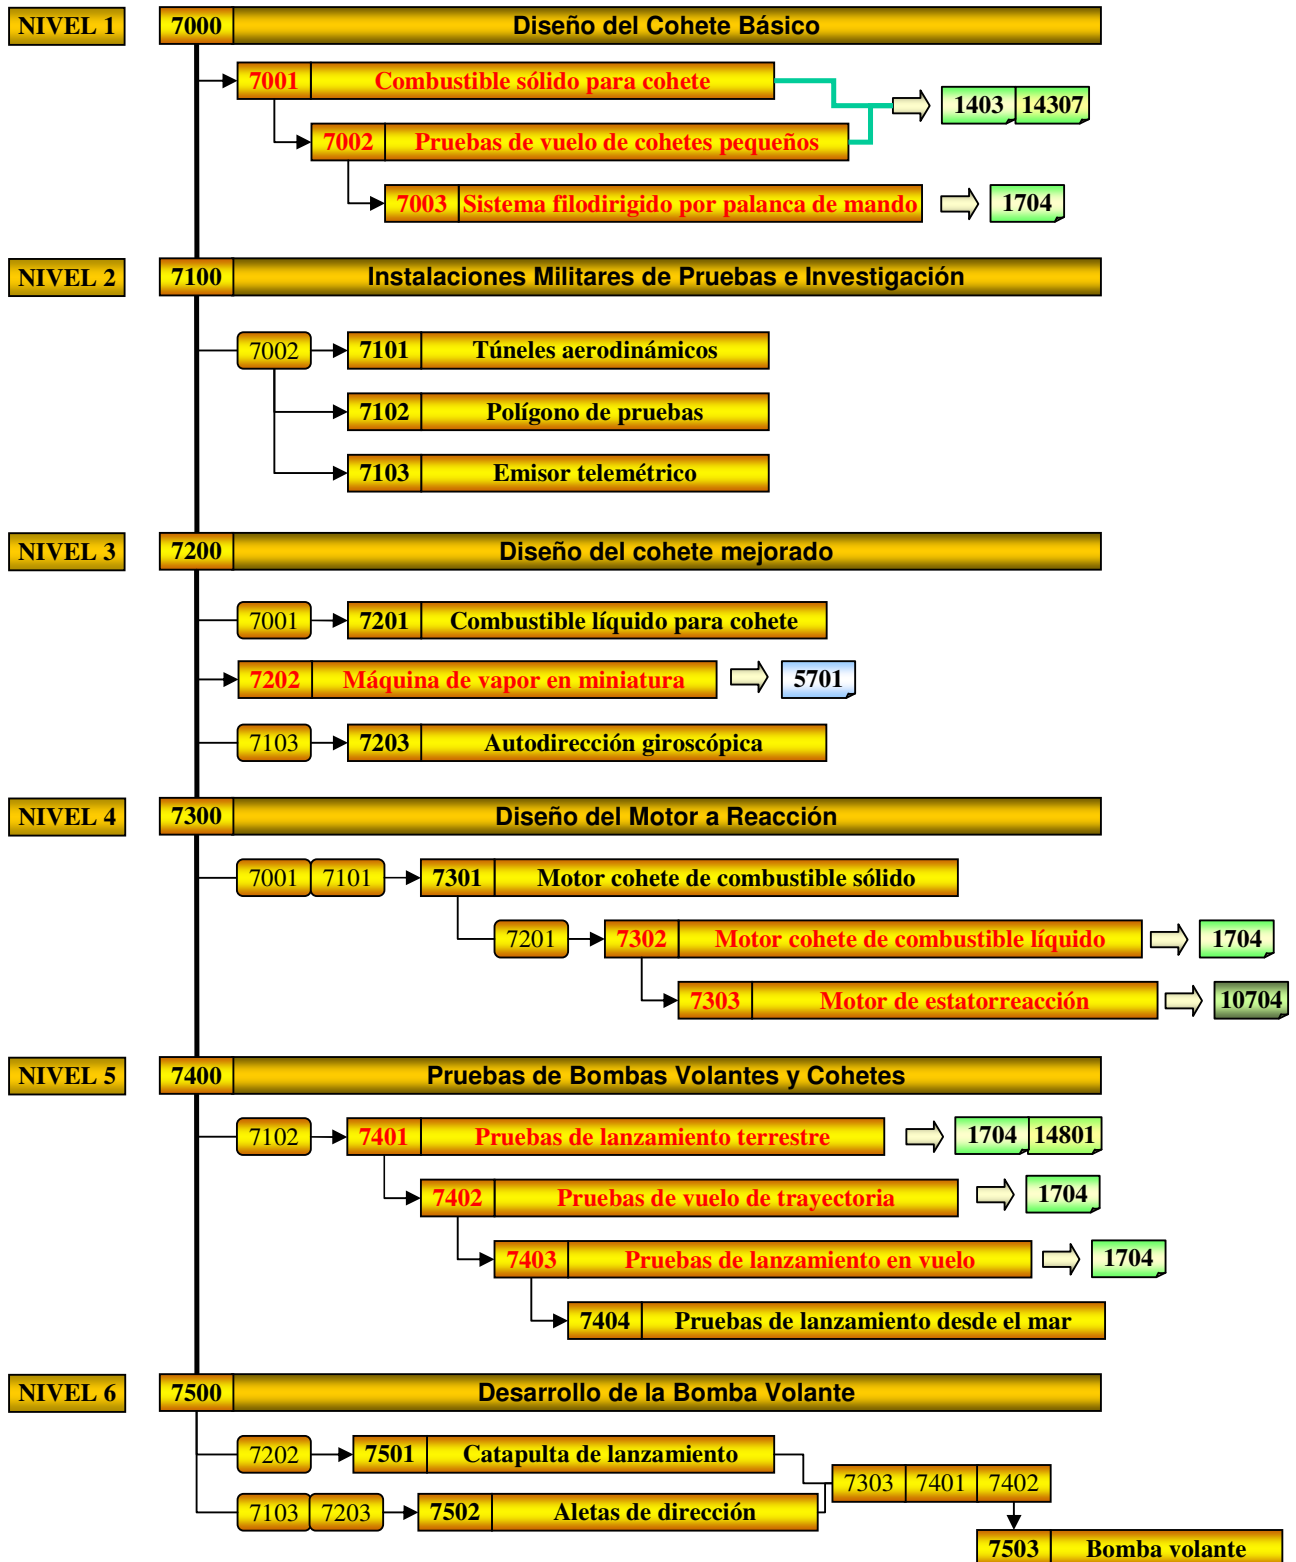 NIVEL 1 7000 Diseño del Cohete Básico
7001 Combustible sólido para cohete 1403 14307
7002 Pruebas de vuelo de cohetes pequeños
7003 Sistema filodirigido por palanca de mando 1704
NIVEL 2 7100 Instalaciones Militares de Pruebas e Investigación
7002 7101 Túneles aerodinámicos
7102 Polígono de pruebas
7103 Emisor telemétrico
NIVEL 3 7200 Diseño del cohete mejorado
7001 7201 Combustible líquido para cohete
7202 Máquina de vapor en miniatura 5701
7103 7203 Autodirección giroscópica
NIVEL 4 7300 Diseño del Motor a Reacción
7001 7101 7301 Motor cohete de combustible sólido
7201 7302 Motor cohete de combustible líquido 1704
7303 Motor de estatorreacción 10704
NIVEL 5 7400 Pruebas de Bombas Volantes y Cohetes
7102 7401 Pruebas de lanzamiento terrestre 1704 14801
7402 Pruebas de vuelo de trayectoria 1704
7403 Pruebas de lanzamiento en vuelo 1704
7404 Pruebas de lanzamiento desde el mar
NIVEL 6 7500 Desarrollo de la Bomba Volante
7202 7501 Catapulta de lanzamiento
7303 7401 7402
7103 7203 7502 Aletas de dirección
7503 Bomba volante